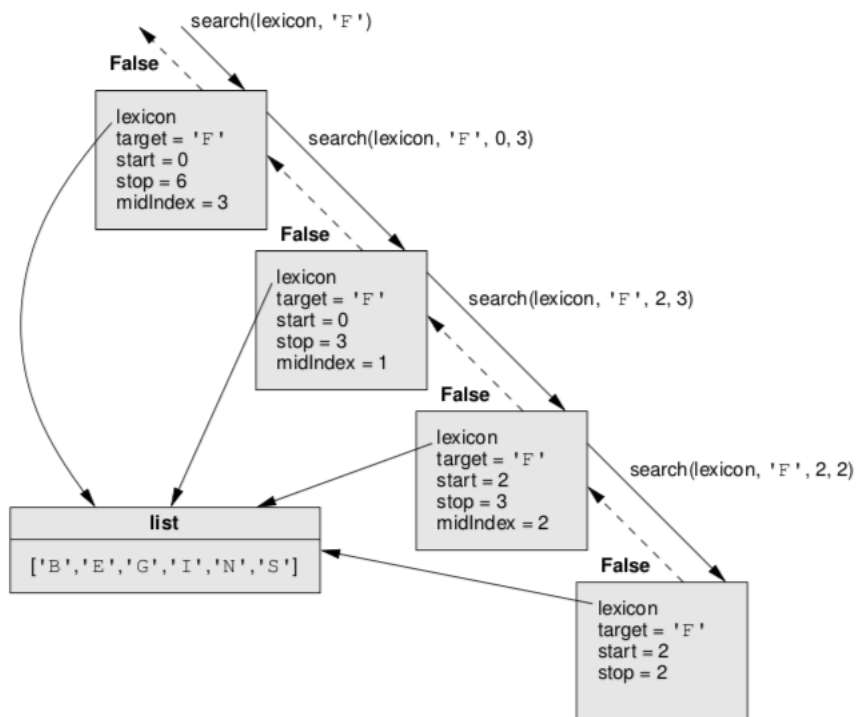 search(lexicon, 'F')
False
lexicon
target = 'F'
start = 0
stop = 6
midIndex = 3
search(lexicon, 'F', 0, 3)
False
lexicon
target = 'F'
start = 0
stop = 3
midIndex = 1
search(lexicon, 'F', 2, 3)
False
lexicon
target = 'F'
start = 2
stop = 3
midIndex = 2
search(lexicon, 'F', 2, 2)
list
['B','E','G','I','N','S']
False
lexicon
target = 'F'
start = 2
stop = 2